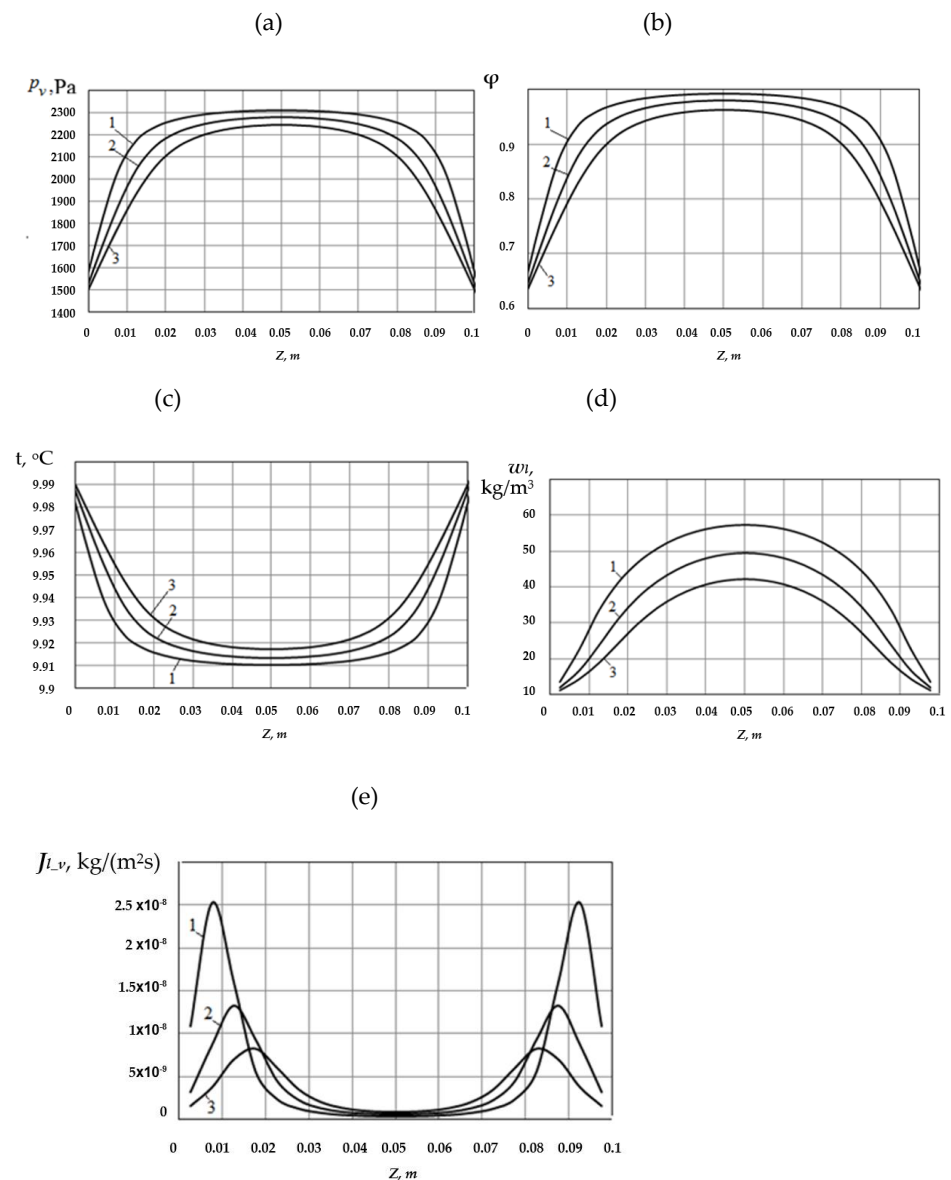 (a)
(b)
pv,Pa
2300
2200
2100
2000
1900
1800
1700
1600
1500
1400
1
2
3
0 0.01 0.02 0.03 0.04 0.05 0.06 0.07 0.08 0.09 0.1
Z, m
φ
0.9
0.8
0.7
0.6
1
2
3
0 0.01 0.02 0.03 0.04 0.05 0.06 0.07 0.08 0.09 0.1
Z, m
(c)
(d)
t, °C
9.99
9.98
9.97
9.96
9.95
9.94
9.93
9.92
9.91
9.9
3
2
1
0 0.01 0.02 0.03 0.04 0.05 0.06 0.07 0.08 0.09 0.1
Z, m
wl,
kg/m³
60
50
40
30
20
10
1
2
3
0 0.01 0.02 0.03 0.04 0.05 0.06 0.07 0.08 0.09 0.1
Z, m
(e)
Jl_v, kg/(m²s)
2.5 x10⁻⁸
2 x10⁻⁸
1.5x10⁻⁸
1x10⁻⁸
5x10⁻⁹
0
1
2
3
0 0.01 0.02 0.03 0.04 0.05 0.06 0.07 0.08 0.09 0.1
Z, m